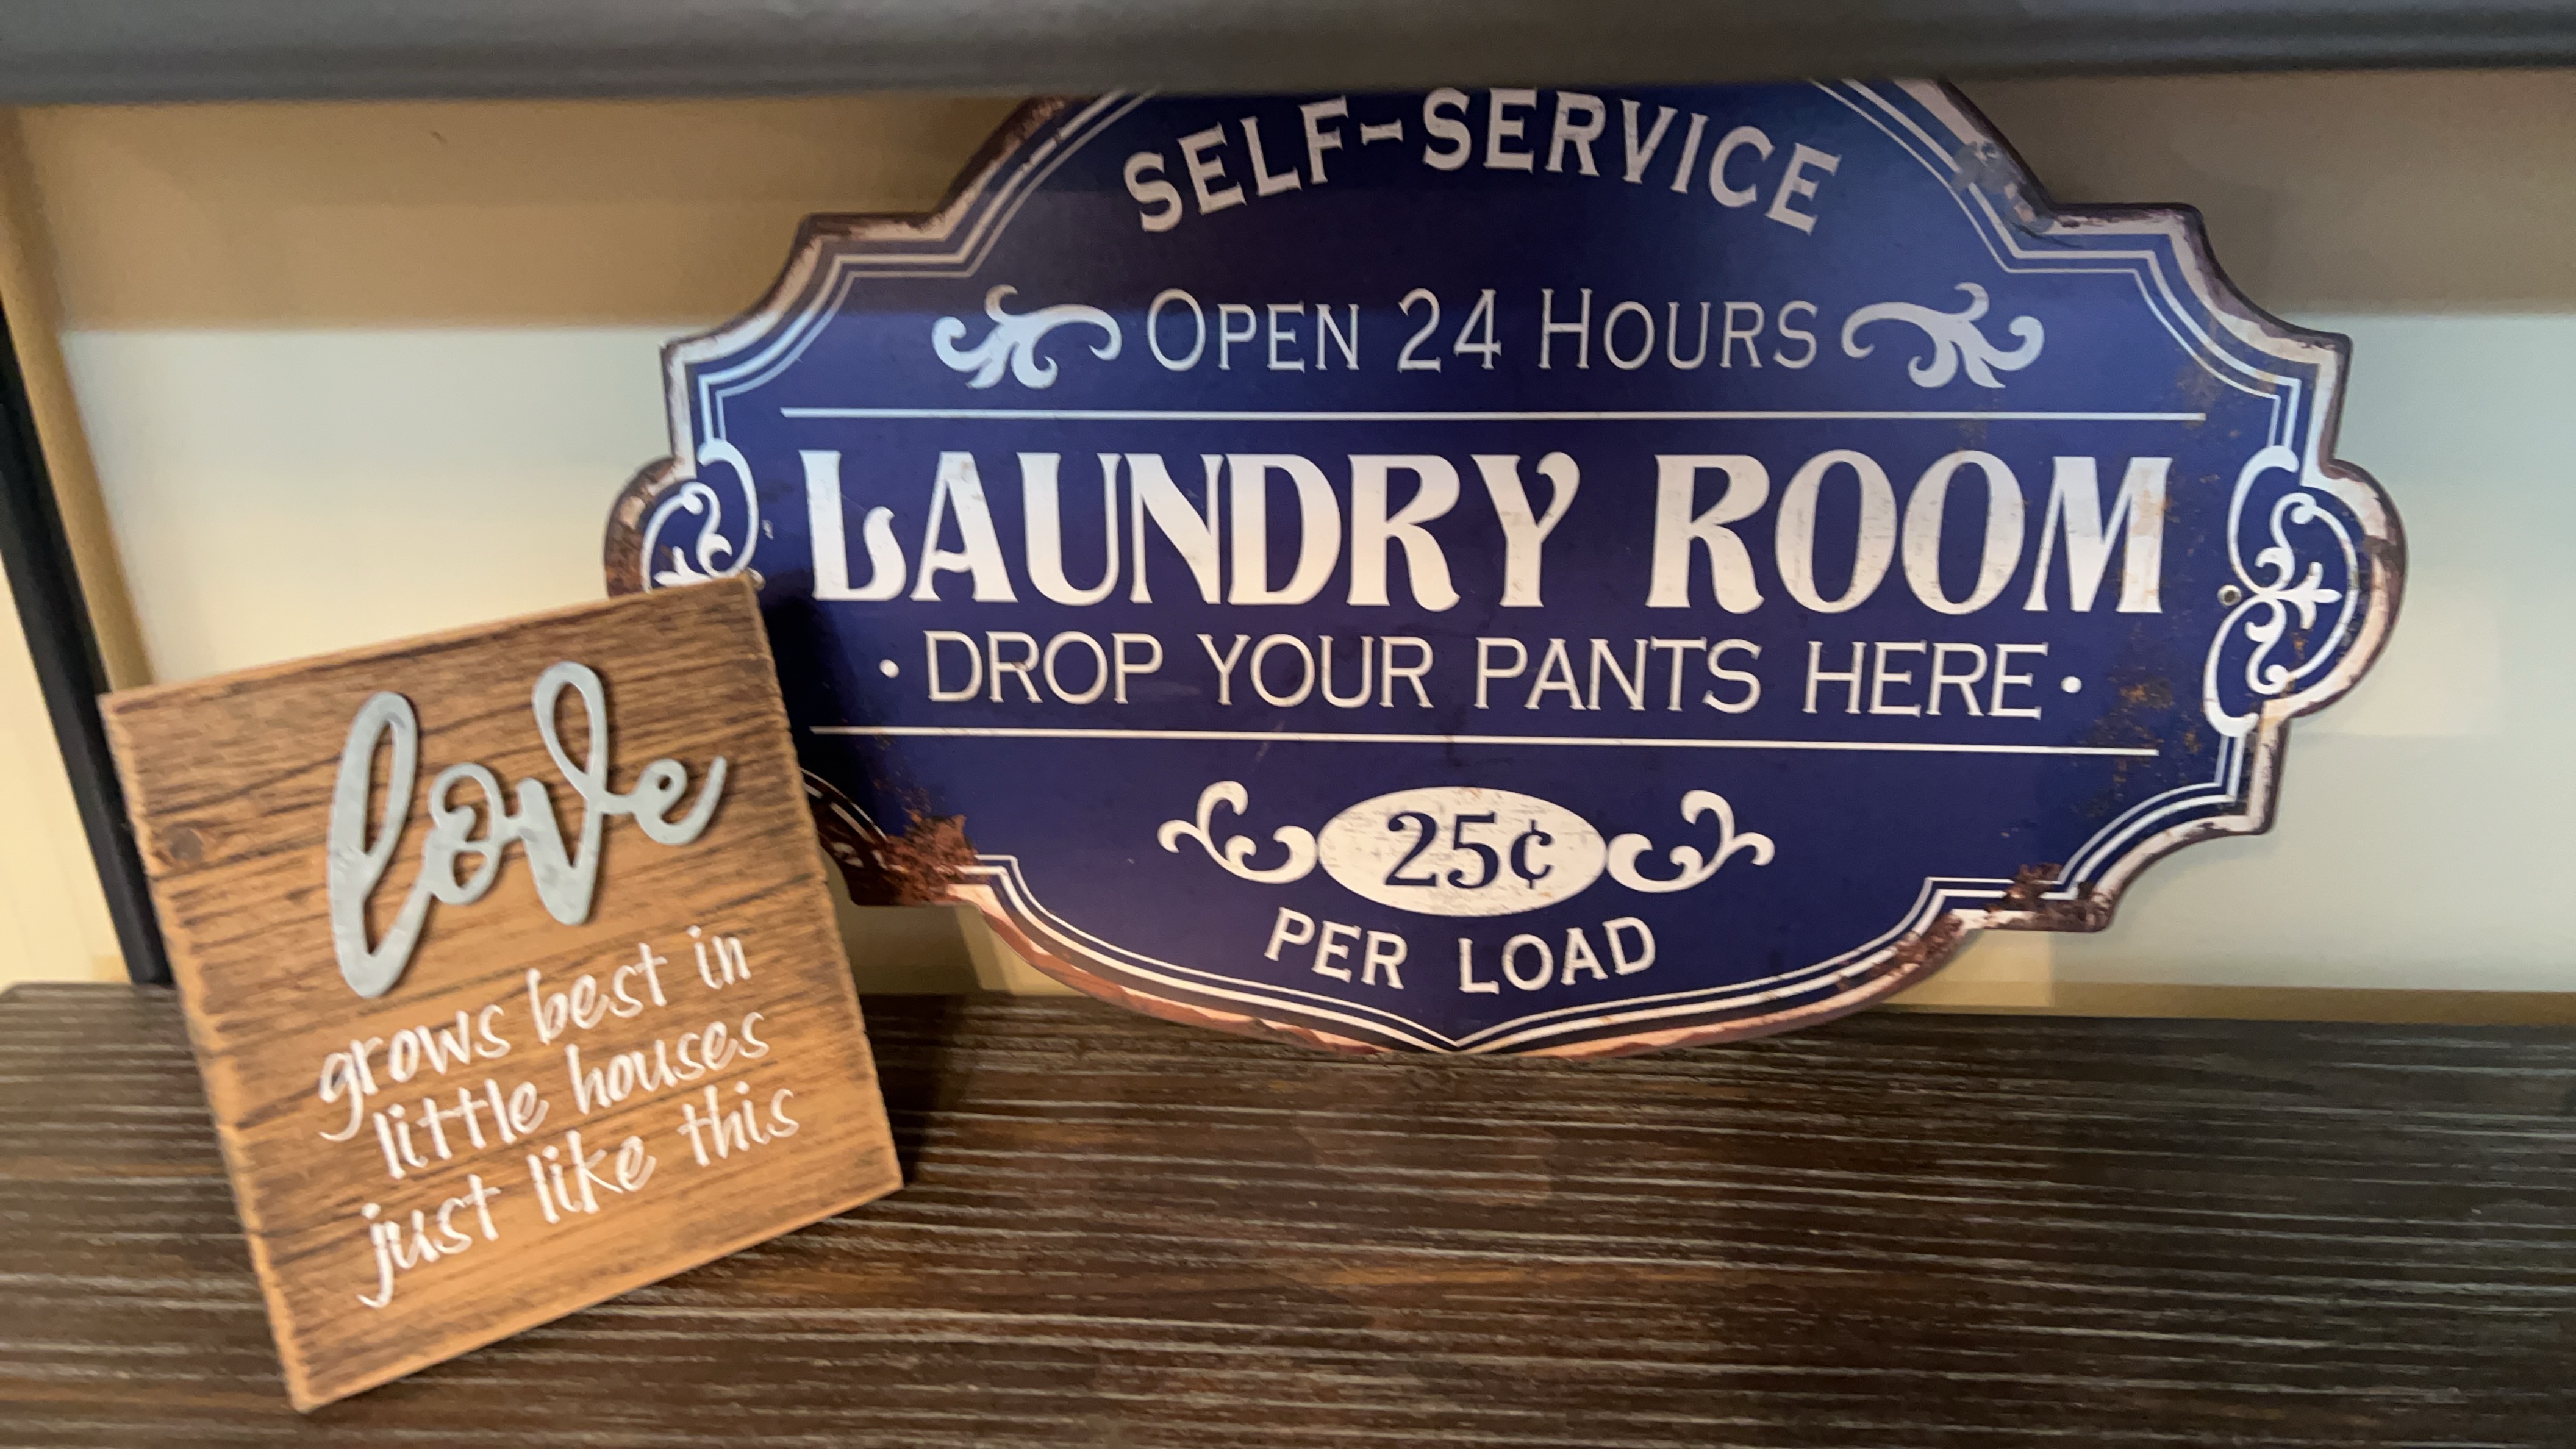 SELF-SERVICE
OPEN 24 HOURS
LAUNDRY ROOM
• DROP YOUR PANTS HERE •
25¢
PER LOAD
love
grows best in
little houses
just like this